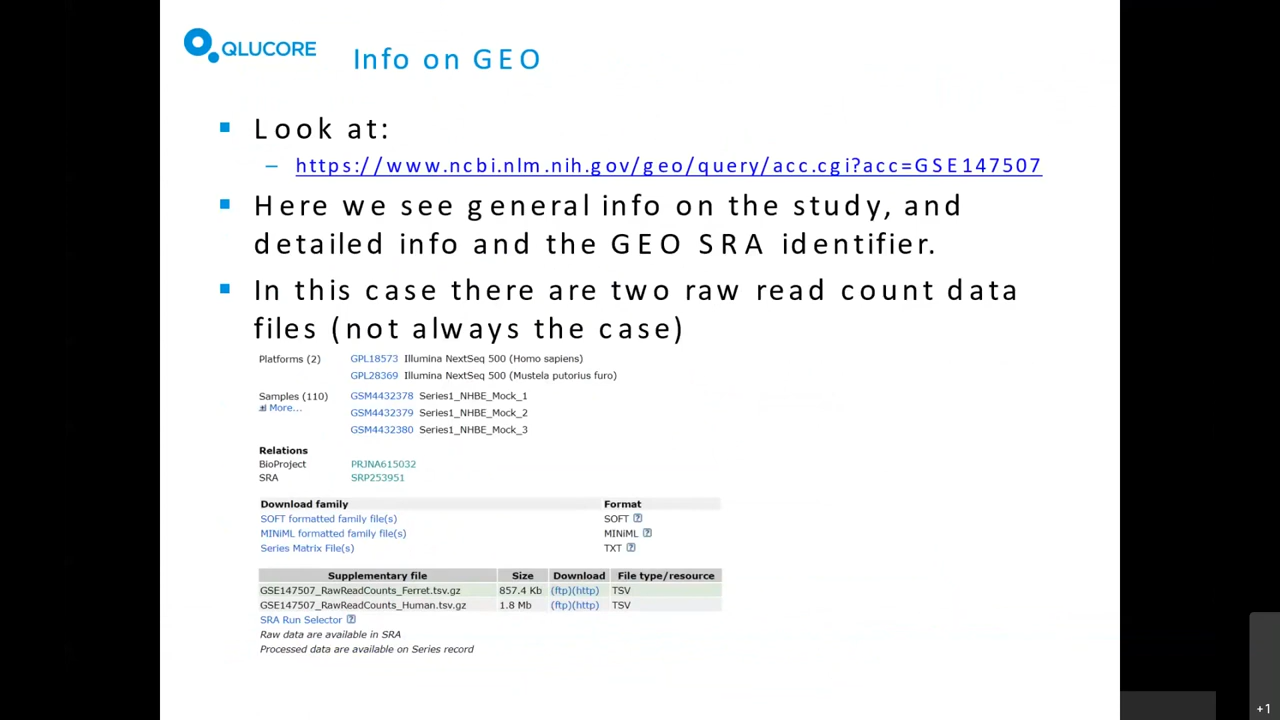 QLUCORE
Info on GEO
Look at:
– https://www.ncbi.nlm.nih.gov/geo/query/acc.cgi?acc=GSE147507
Here we see general info on the study, and
detailed info and the GEO SRA identifier.
In this case there are two raw read count data
files (not always the case)
Platforms (2) GPL18573 Illumina NextSeq 500 (Homo sapiens)
GPL28369 Illumina NextSeq 500 (Mustela putorius furo)
Samples (110) GSM4432378 Series1_NHBE_Mock_1
More...
GSM4432379 Series1_NHBE_Mock_2
GSM4432380 Series1_NHBE_Mock_3
Relations
BioProject PRJNA615032
SRA SRP253951
Download family Format
SOFT formatted family file(s) SOFT ?
MINiML formatted family file(s) MINiML ?
Series Matrix File(s) TXT ?
Supplementary file Size Download File type/resource
GSE147507_RawReadCounts_Ferret.tsv.gz 857.4 Kb (ftp)(http) TSV
GSE147507_RawReadCounts_Human.tsv.gz 1.8 Mb (ftp)(http) TSV
SRA Run Selector ?
Raw data are available in SRA
Processed data are available on Series record
+1